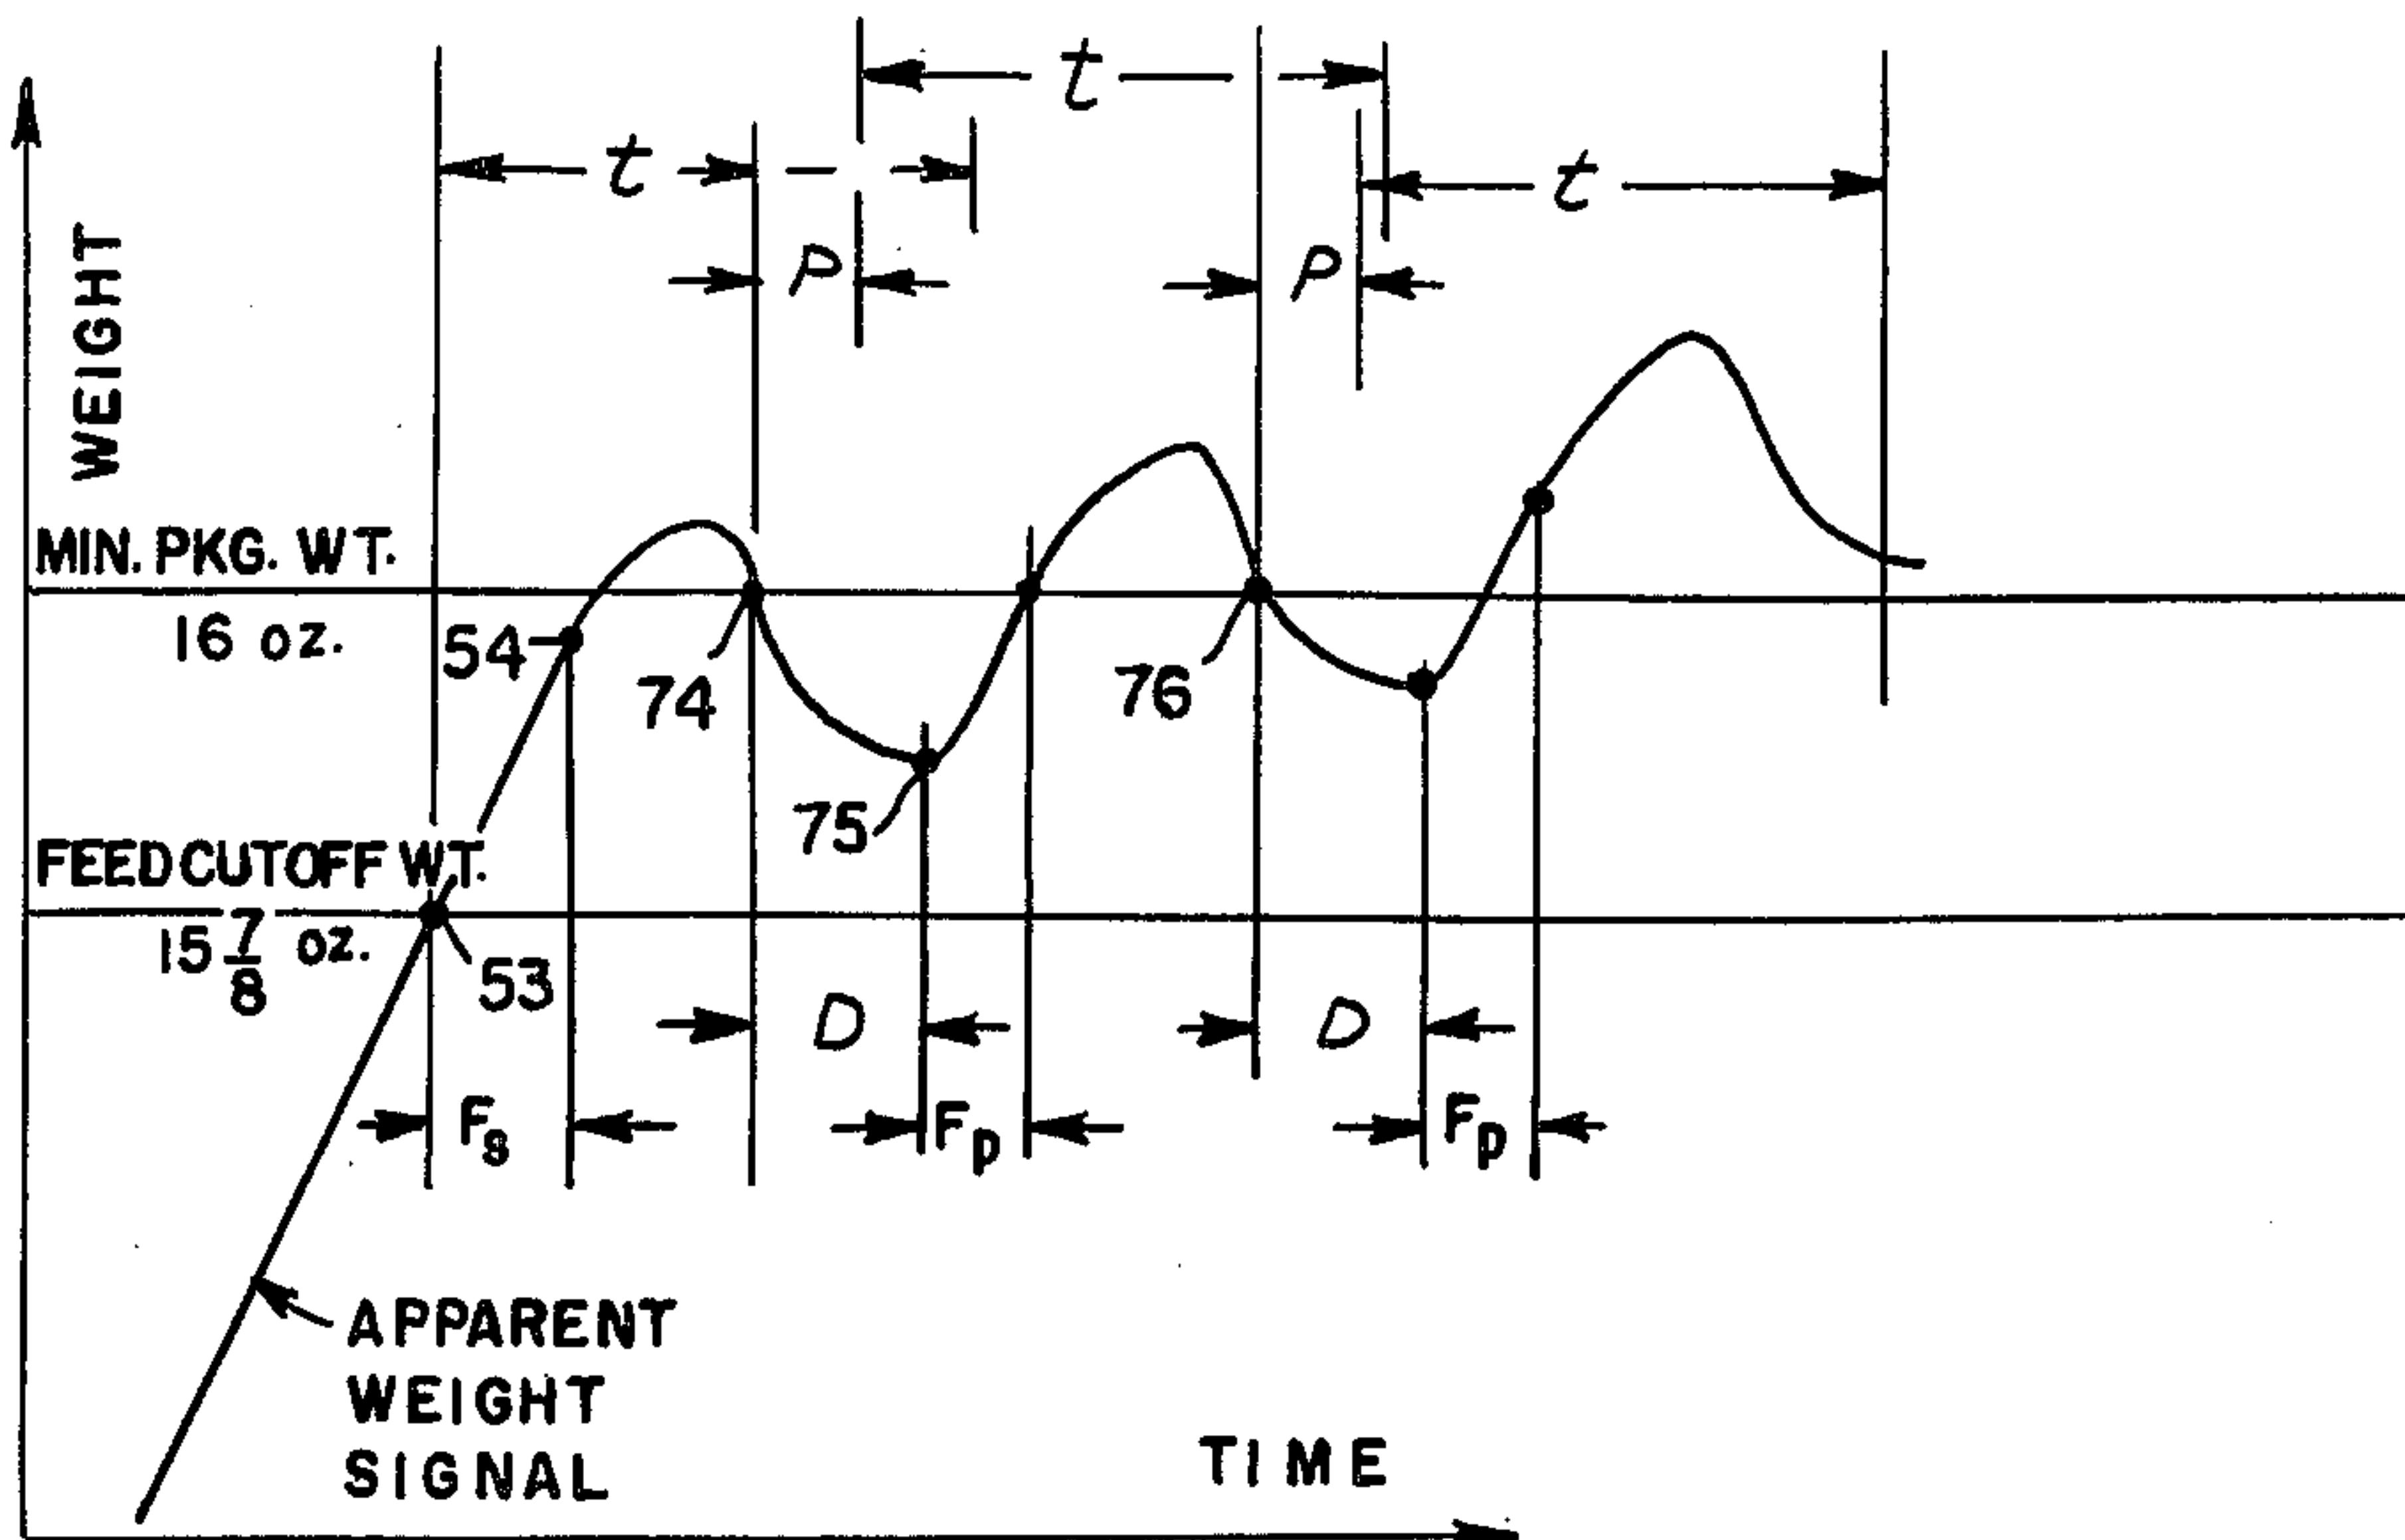 t
t
t
P
P
WEIGHT
MIN. PKG. WT.
16 oz.
54
74
76
75
FEED CUTOFF WT.
15 7/8 oz.
53
D
D
Fs
Fp
Fp
APPARENT
WEIGHT
SIGNAL
TIME